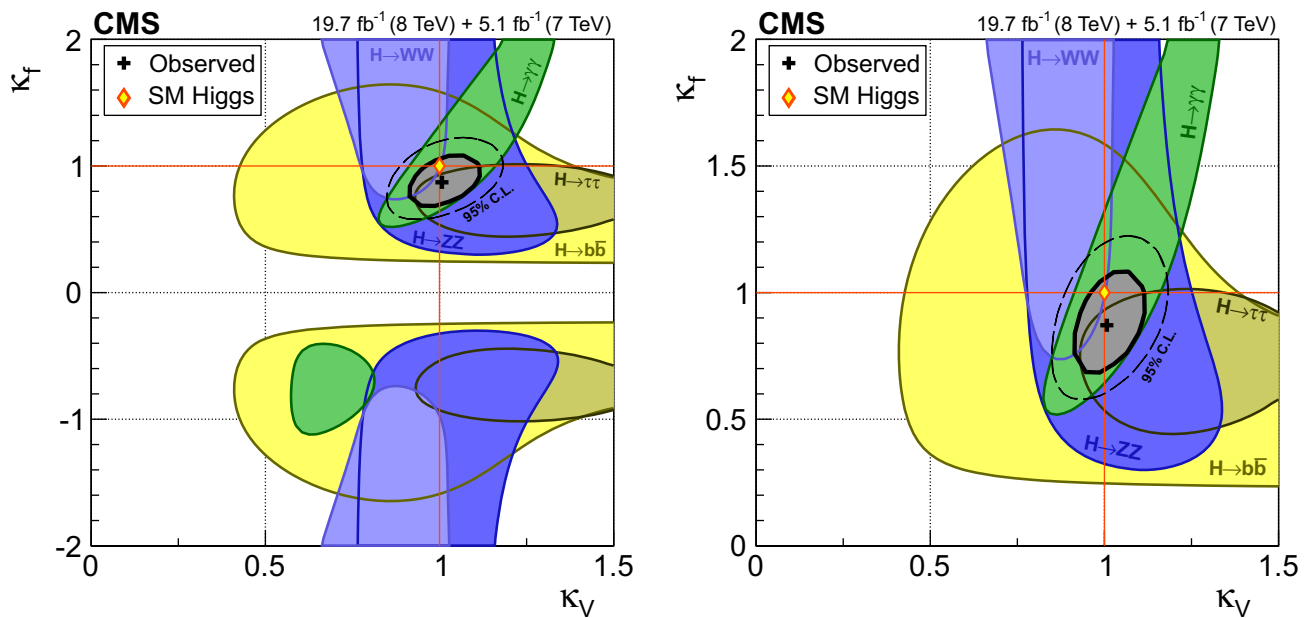 CMS
19.7 fb⁻¹ (8 TeV) + 5.1 fb⁻¹ (7 TeV)
κf
2
1
0
-1
-2
Observed
SM Higgs
H→WW
H→γγ
H→ττ
95% C.L.
H→ZZ
H→bb̅
0
0.5
1
1.5
κV
CMS
19.7 fb⁻¹ (8 TeV) + 5.1 fb⁻¹ (7 TeV)
κf
2
1.5
1
0.5
0
Observed
SM Higgs
H→WW
H→γγ
H→ττ
95% C.L.
H→ZZ
H→bb̅
0
0.5
1
1.5
κV